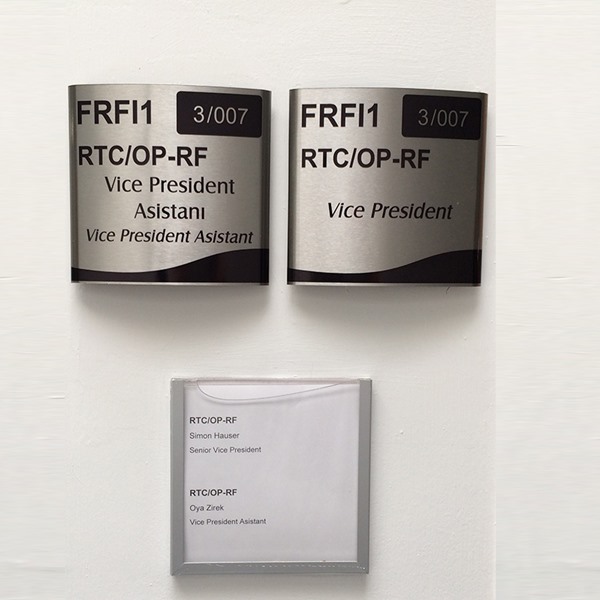 FRFI1 3/007
RTC/OP-RF
Vice President
Asistanı
Vice President Asistant
FRFI1 3/007
RTC/OP-RF
Vice President
RTC/OP-RF
Simon Hauser
Senior Vice President
RTC/OP-RF
Oya Zirek
Vice President Asistant